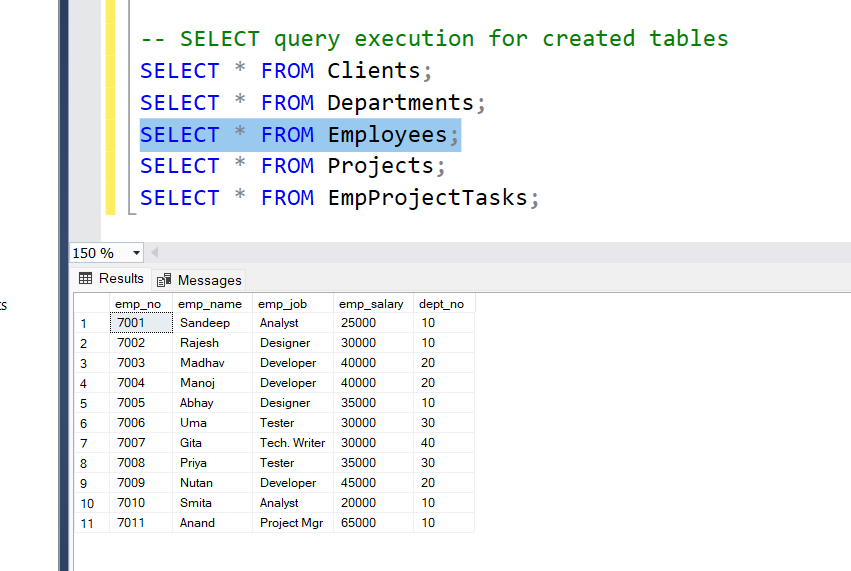 -- SELECT query execution for created tables
SELECT * FROM Clients;
SELECT * FROM Departments;
SELECT * FROM Employees;
SELECT * FROM Projects;
SELECT * FROM EmpProjectTasks;
150 %
Results Messages
emp_no emp_name emp_job emp_salary dept_no
1 7001 Sandeep Analyst 25000 10
2 7002 Rajesh Designer 30000 10
3 7003 Madhav Developer 40000 20
4 7004 Manoj Developer 40000 20
5 7005 Abhay Designer 35000 10
6 7006 Uma Tester 30000 30
7 7007 Gita Tech. Writer 30000 40
8 7008 Priya Tester 35000 30
9 7009 Nutan Developer 45000 20
10 7010 Smita Analyst 20000 10
11 7011 Anand Project Mgr 65000 10